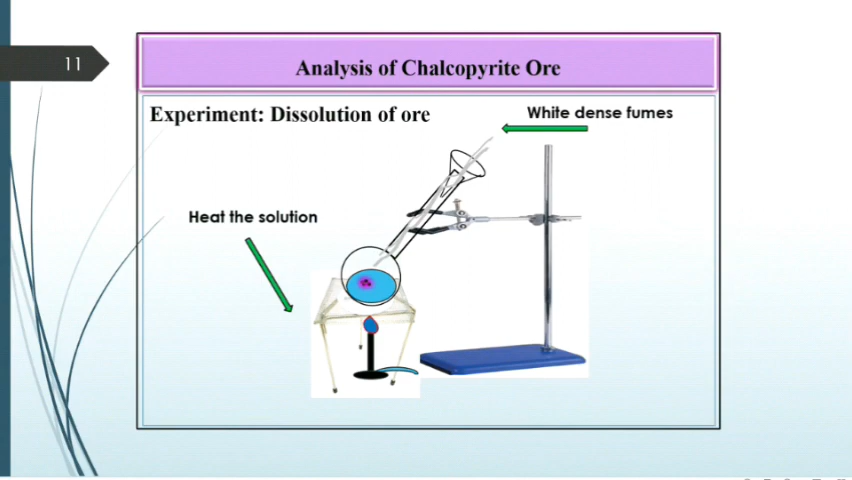 11
Analysis of Chalcopyrite Ore
Experiment: Dissolution of ore
White dense fumes
Heat the solution